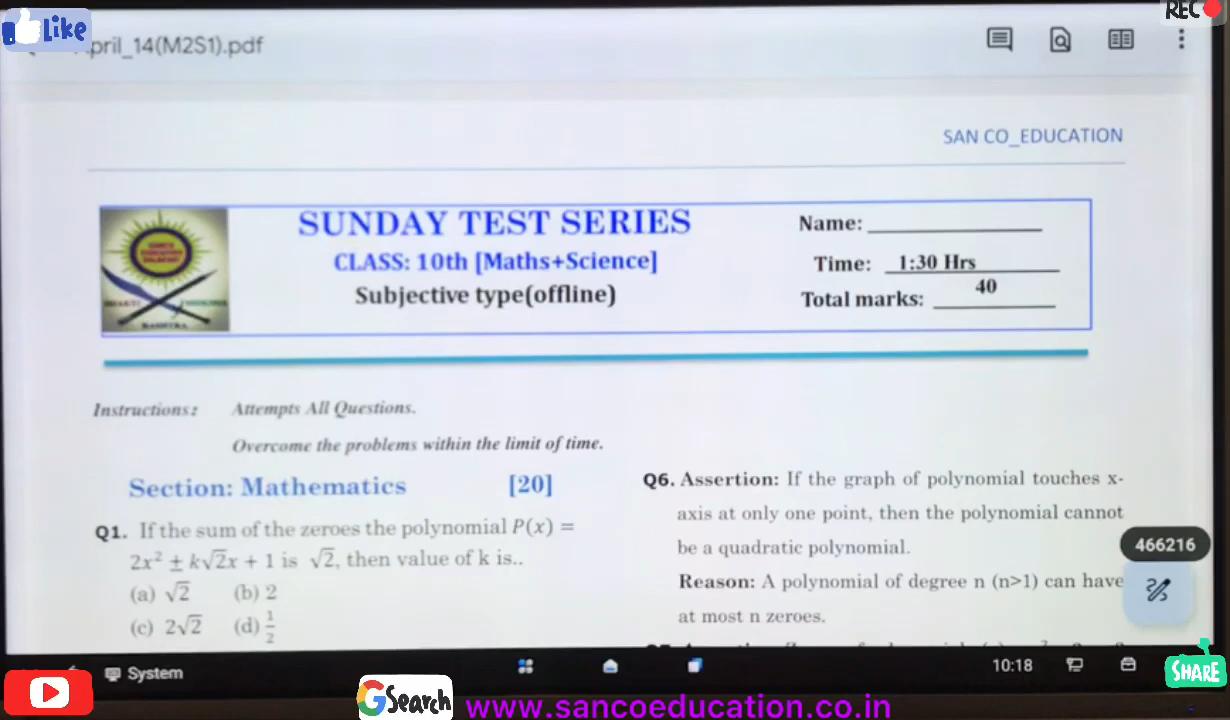 Like
REC
pril_14(M2S1).pdf
SAN CO_EDUCATION
SUNDAY TEST SERIES
CLASS: 10th [Maths+Science]
Subjective type(offline)
Name: ____________
Time: 1:30 Hrs
Total marks: 40
Instructions: Attempts All Questions.
Overcome the problems within the limit of time.
Section: Mathematics [20]
Q1. If the sum of the zeroes the polynomial P(x) =
2x² ± k√2x + 1 is √2, then value of k is..
(a) √2 (b) 2
(c) 2√2 (d) 1/2
Q6. Assertion: If the graph of polynomial touches x-
axis at only one point, then the polynomial cannot
be a quadratic polynomial.
Reason: A polynomial of degree n (n>1) can have
at most n zeroes.
466216
System
10:18
SHARE
GSearch
www.sancoeducation.co.in